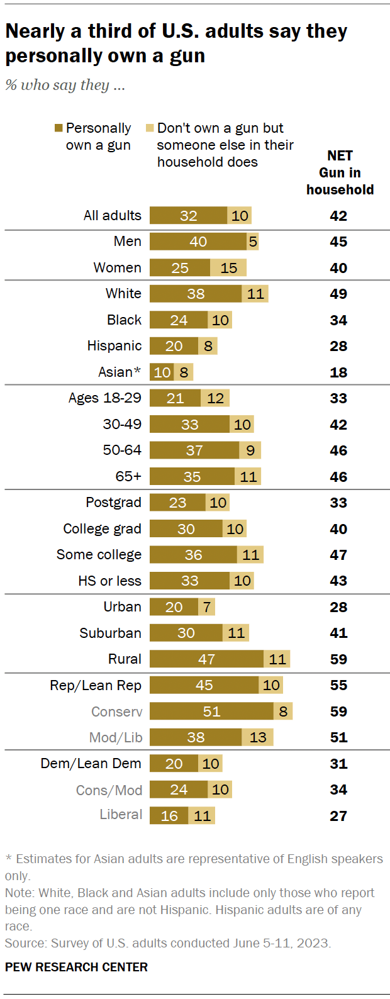 Nearly a third of U.S. adults say they
personally own a gun
% who say they ...
Personally
own a gun
Don't own a gun but
someone else in their
household does
NET
Gun in
household
All adults 32 10 42
Men 40 5 45
Women 25 15 40
White 38 11 49
Black 24 10 34
Hispanic 20 8 28
Asian* 10 8 18
Ages 18-29 21 12 33
30-49 33 10 42
50-64 37 9 46
65+ 35 11 46
Postgrad 23 10 33
College grad 30 10 40
Some college 36 11 47
HS or less 33 10 43
Urban 20 7 28
Suburban 30 11 41
Rural 47 11 59
Rep/Lean Rep 45 10 55
Conserv 51 8 59
Mod/Lib 38 13 51
Dem/Lean Dem 20 10 31
Cons/Mod 24 10 34
Liberal 16 11 27
* Estimates for Asian adults are representative of English speakers
only.
Note: White, Black and Asian adults include only those who report
being one race and are not Hispanic. Hispanic adults are of any
race.
Source: Survey of U.S. adults conducted June 5-11, 2023.
PEW RESEARCH CENTER